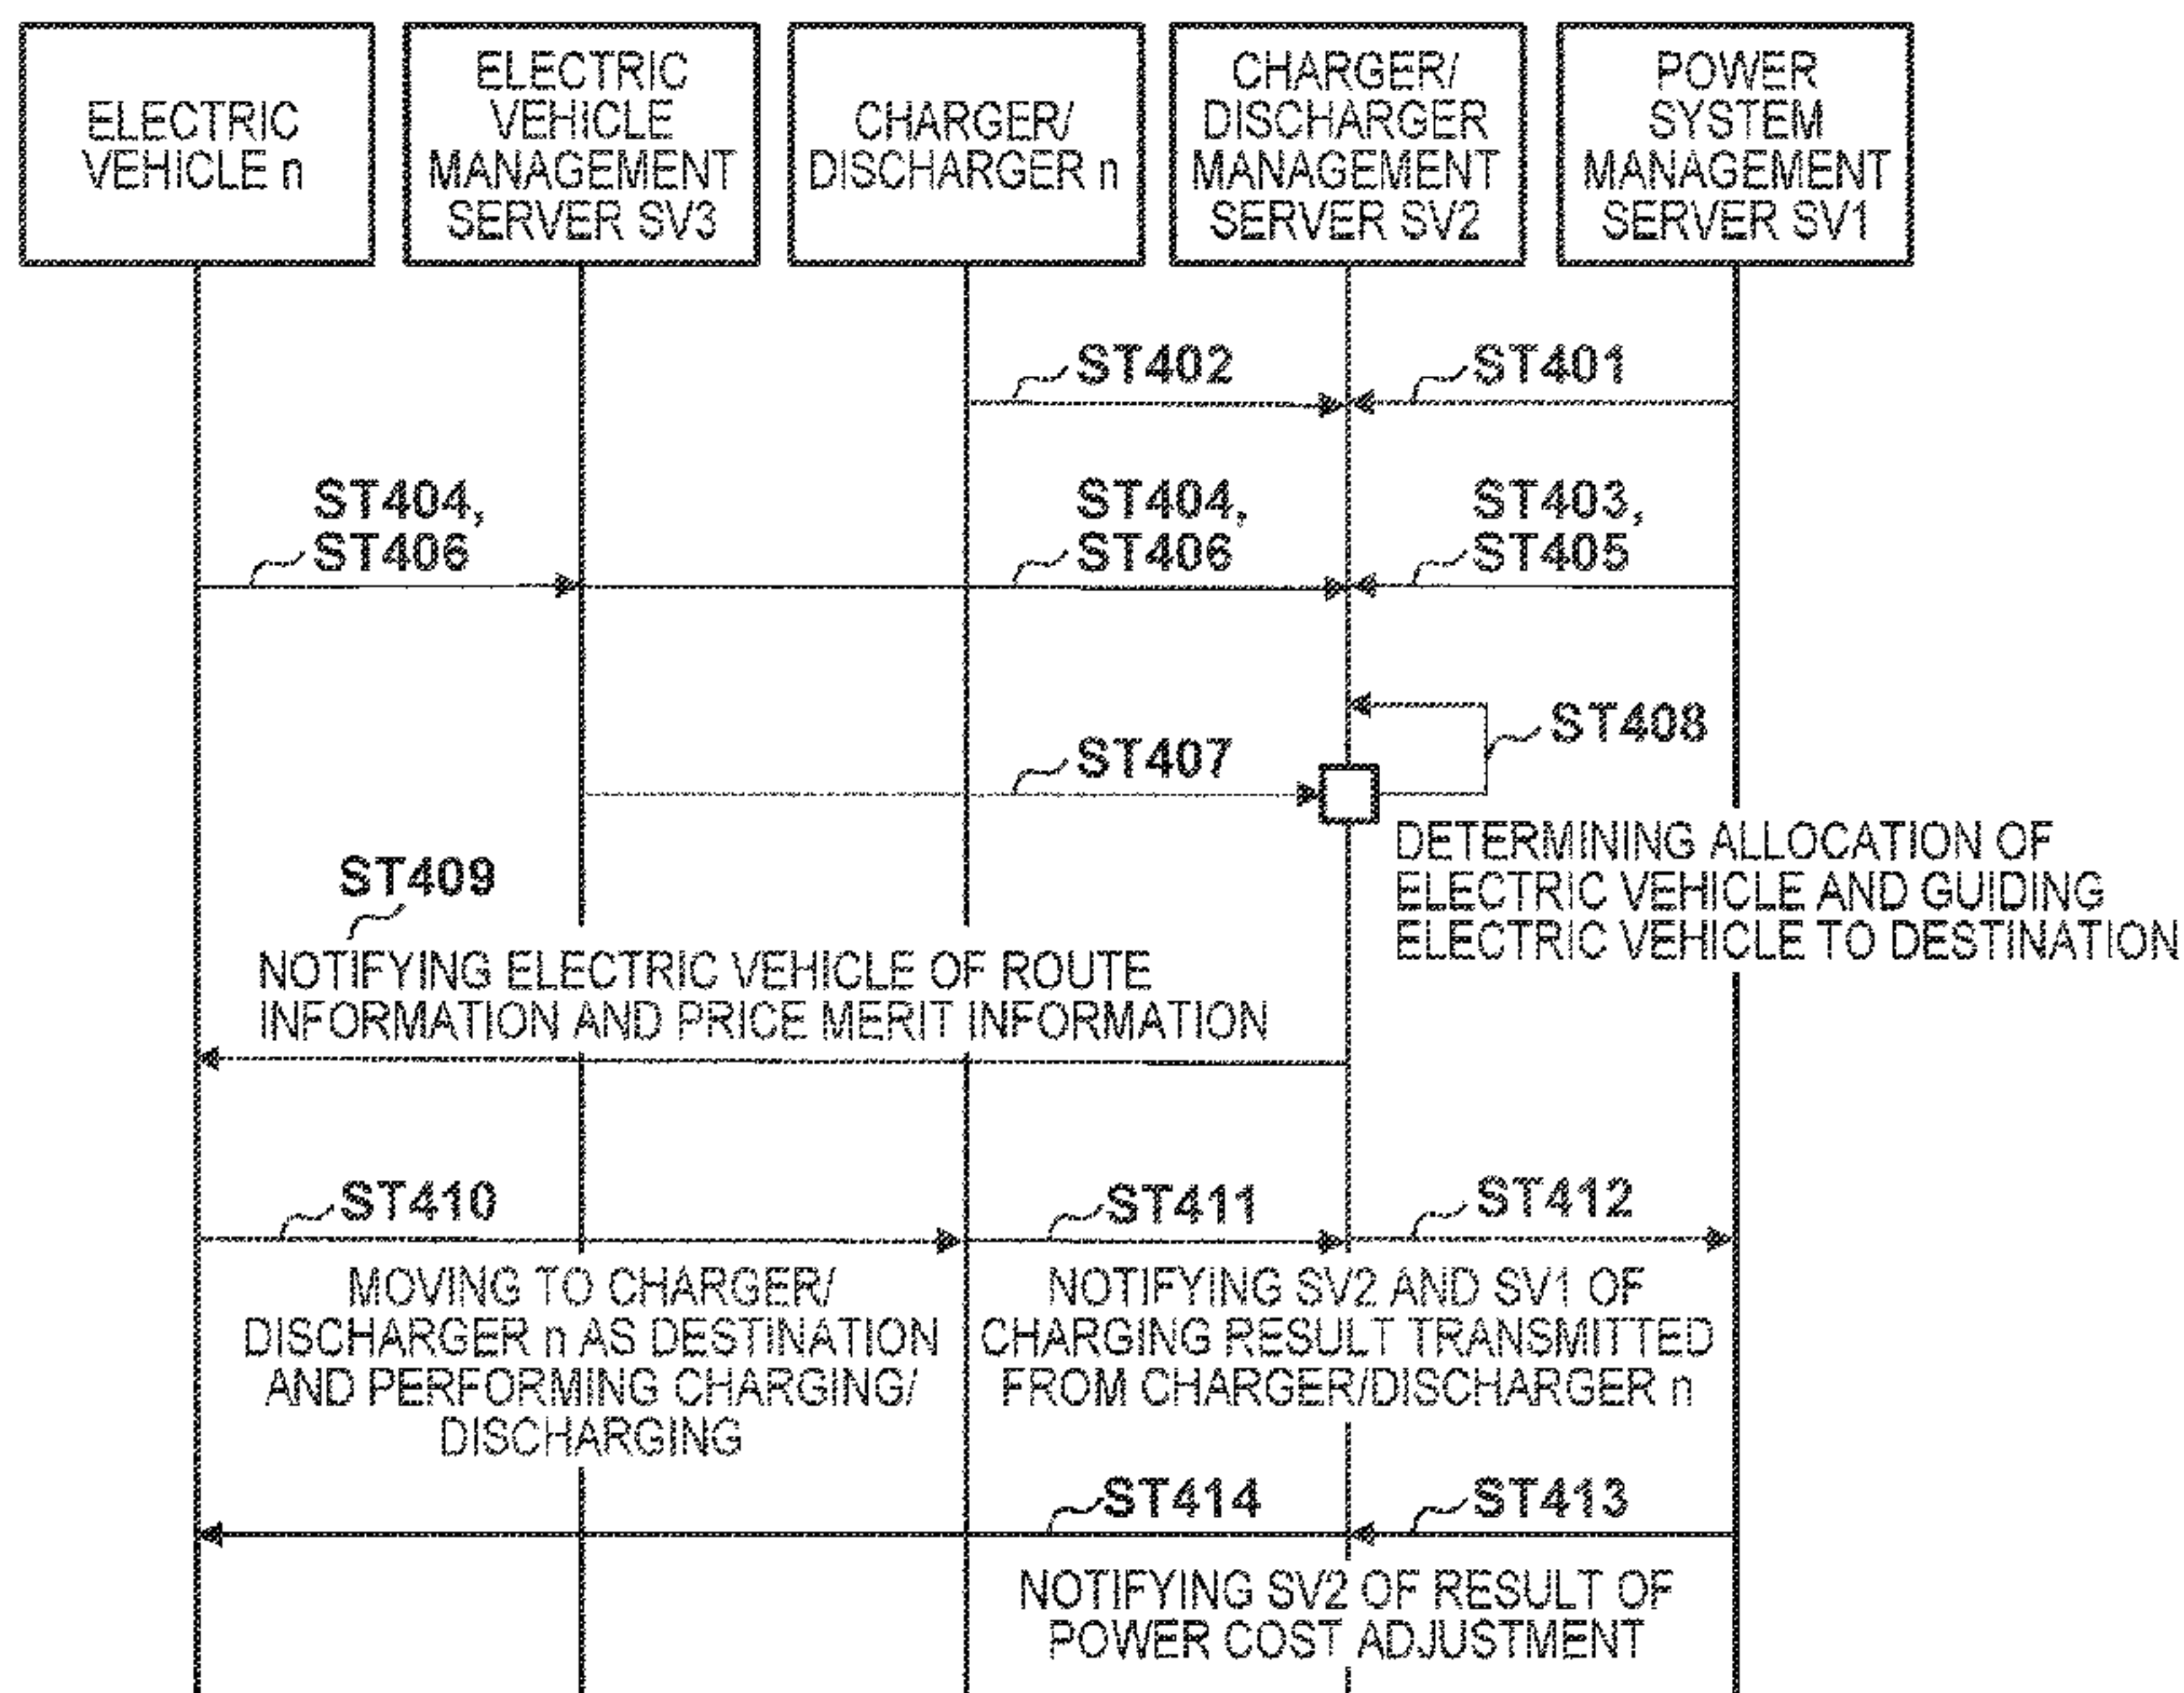 ELECTRIC
VEHICLE n
ELECTRIC
VEHICLE
MANAGEMENT
SERVER SV3
CHARGER/
DISCHARGER n
CHARGER/
DISCHARGER
MANAGEMENT
SERVER SV2
POWER
SYSTEM
MANAGEMENT
SERVER SV1
ST402
ST401
ST404,
ST406
ST404,
ST406
ST403,
ST405
ST408
ST407
DETERMINING ALLOCATION OF
ELECTRIC VEHICLE AND GUIDING
ELECTRIC VEHICLE TO DESTINATION
ST409
NOTIFYING ELECTRIC VEHICLE OF ROUTE
INFORMATION AND PRICE MERIT INFORMATION
ST410
ST411
ST412
MOVING TO CHARGER/
DISCHARGER n AS DESTINATION
AND PERFORMING CHARGING/
DISCHARGING
NOTIFYING SV2 AND SV1 OF
CHARGING RESULT TRANSMITTED
FROM CHARGER/DISCHARGER n
ST414
ST413
NOTIFYING SV2 OF RESULT OF
POWER COST ADJUSTMENT